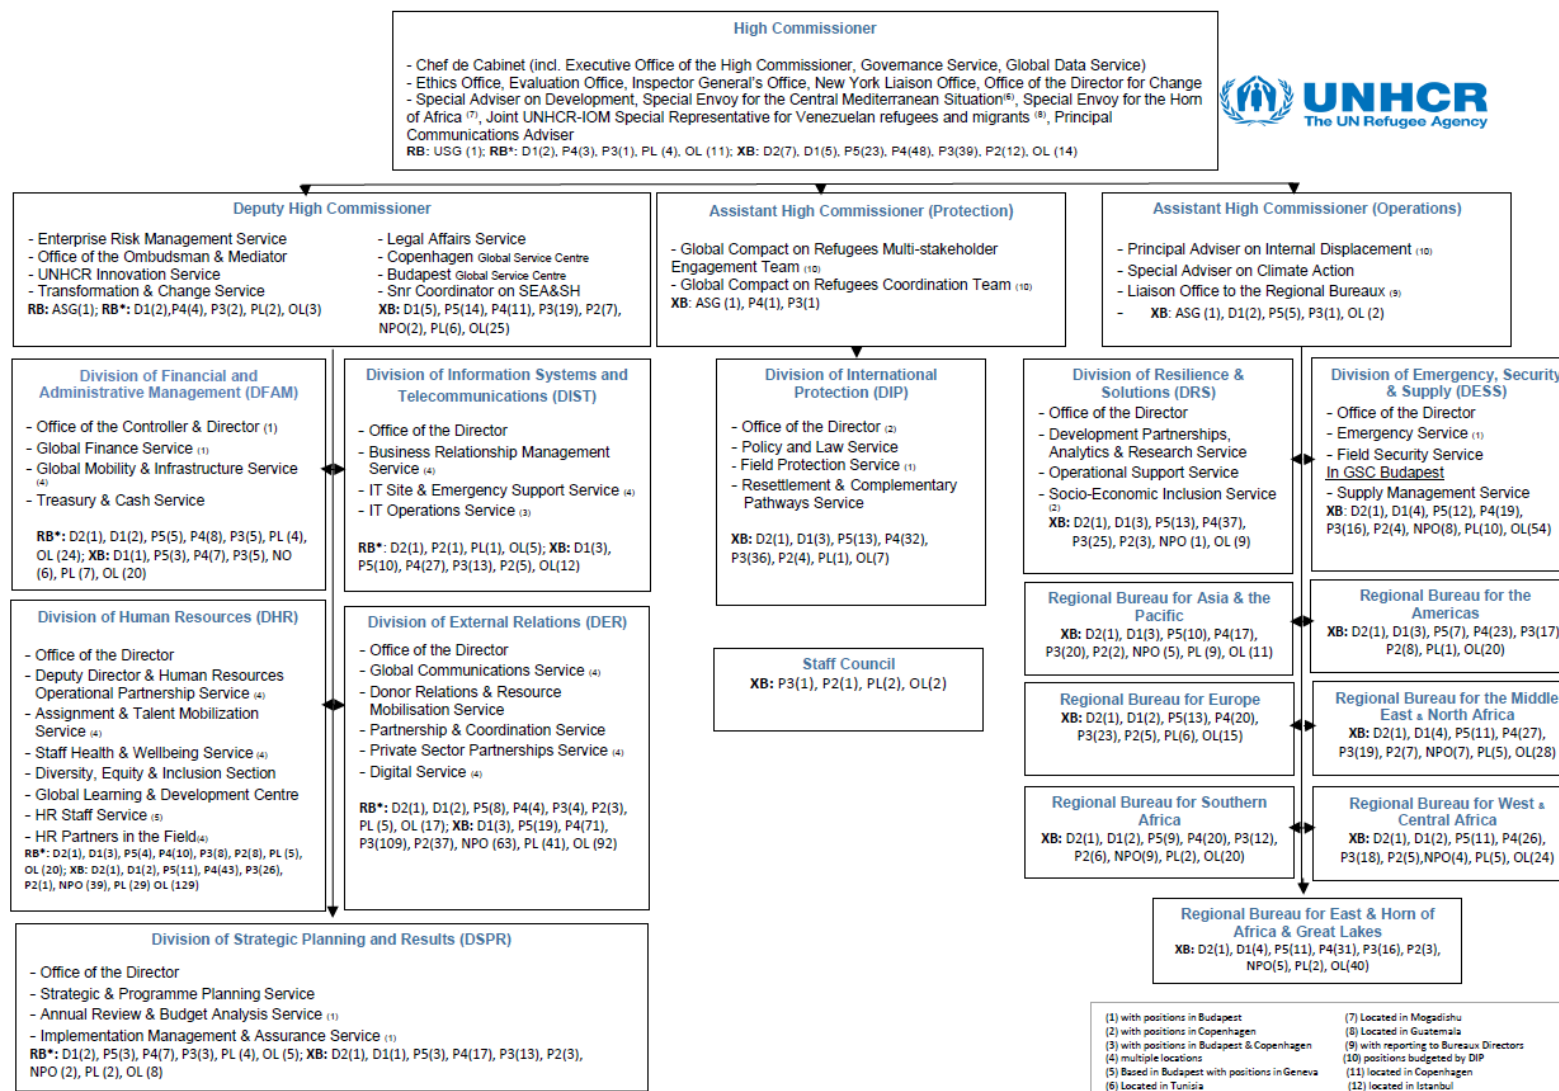 High Commissioner
- Chef de Cabinet (incl. Executive Office of the High Commissioner, Governance Service, Global Data Service)
- Ethics Office, Evaluation Office, Inspector General's Office, New York Liaison Office, Office of the Director for Change
- Special Adviser on Development, Special Envoy for the Central Mediterranean Situation(6), Special Envoy for the Horn
of Africa (7), Joint UNHCR-IOM Special Representative for Venezuelan refugees and migrants (8), Principal
Communications Adviser
RB: USG (1); RB*: D1(2), P4(3), P3(1), PL (4), OL (11); XB: D2(7), D1(5), P5(23), P4(48), P3(39), P2(12), OL (14)
UNHCR
The UN Refugee Agency
Deputy High Commissioner
- Enterprise Risk Management Service
- Office of the Ombudsman & Mediator
- UNHCR Innovation Service
- Transformation & Change Service
RB: ASG(1); RB*: D1(2),P4(4), P3(2), PL(2), OL(3)
- Legal Affairs Service
- Copenhagen Global Service Centre
- Budapest Global Service Centre
- Snr Coordinator on SEA&SH
XB: D1(5), P5(14), P4(11), P3(19), P2(7),
NPO(2), PL(6), OL(25)
Assistant High Commissioner (Protection)
- Global Compact on Refugees Multi-stakeholder
Engagement Team (10)
- Global Compact on Refugees Coordination Team (10)
XB: ASG (1), P4(1), P3(1)
Assistant High Commissioner (Operations)
- Principal Adviser on Internal Displacement (10)
- Special Adviser on Climate Action
- Liaison Office to the Regional Bureaux (9)
- XB: ASG (1), D1(2), P5(5), P3(1), OL (2)
Division of Financial and
Administrative Management (DFAM)
- Office of the Controller & Director (1)
- Global Finance Service (1)
- Global Mobility & Infrastructure Service
(4)
- Treasury & Cash Service
RB*: D2(1), D1(2), P5(5), P4(8), P3(5), PL (4),
OL (24); XB: D1(1), P5(3), P4(7), P3(5), NO
(6), PL (7), OL (20)
Division of Information Systems and
Telecommunications (DIST)
- Office of the Director
- Business Relationship Management
Service (4)
- IT Site & Emergency Support Service (4)
- IT Operations Service (3)
RB*: D2(1), P2(1), PL(1), OL(5); XB: D1(3),
P5(10), P4(27), P3(13), P2(5), OL(12)
Division of International
Protection (DIP)
- Office of the Director (2)
- Policy and Law Service
- Field Protection Service (1)
- Resettlement & Complementary
Pathways Service
XB: D2(1), D1(3), P5(13), P4(32),
P3(36), P2(4), PL(1), OL(7)
Division of Resilience &
Solutions (DRS)
- Office of the Director
- Development Partnerships,
Analytics & Research Service
- Operational Support Service
- Socio-Economic Inclusion Service
(2)
XB: D2(1), D1(3), P5(13), P4(37),
P3(25), P2(3), NPO (1), OL (9)
Division of Emergency, Security
& Supply (DESS)
- Office of the Director
- Emergency Service (1)
- Field Security Service
In GSC Budapest
- Supply Management Service
XB: D2(1), D1(4), P5(12), P4(19),
P3(16), P2(4), NPO(8), PL(10), OL(54)
Division of Human Resources (DHR)
- Office of the Director
- Deputy Director & Human Resources
Operational Partnership Service (4)
- Assignment & Talent Mobilization
Service (4)
- Staff Health & Wellbeing Service (4)
- Diversity, Equity & Inclusion Section
- Global Learning & Development Centre
- HR Staff Service (5)
- HR Partners in the Field(4)
RB*: D2(1), D1(3), P5(4), P4(10), P3(8), P2(8), PL (5),
OL (20); XB: D2(1), D1(2), P5(11), P4(43), P3(26),
P2(1), NPO (39), PL (29) OL (129)
Division of External Relations (DER)
- Office of the Director
- Global Communications Service (4)
- Donor Relations & Resource
Mobilisation Service
- Partnership & Coordination Service
- Private Sector Partnerships Service (4)
- Digital Service (4)
RB*: D2(1), D1(2), P5(8), P4(4), P3(4), P2(3),
PL (5), OL (17); XB: D1(3), P5(19), P4(71),
P3(109), P2(37), NPO (63), PL (41), OL (92)
Staff Council
XB: P3(1), P2(1), PL(2), OL(2)
Regional Bureau for Asia & the
Pacific
XB: D2(1), D1(3), P5(10), P4(17),
P3(20), P2(2), NPO (5), PL (9), OL (11)
Regional Bureau for the
Americas
XB: D2(1), D1(3), P5(7), P4(23), P3(17)
P2(8), PL(1), OL(20)
Regional Bureau for Europe
XB: D2(1), D1(2), P5(13), P4(20),
P3(23), P2(5), PL(6), OL(15)
Regional Bureau for the Middle
East & North Africa
XB: D2(1), D1(4), P5(11), P4(27),
P3(19), P2(7), NPO(7), PL(5), OL(28)
Regional Bureau for Southern
Africa
XB: D2(1), D1(2), P5(9), P4(20), P3(12),
P2(6), NPO(9), PL(2), OL(20)
Regional Bureau for West &
Central Africa
XB: D2(1), D1(2), P5(11), P4(26),
P3(18), P2(5),NPO(4), PL(5), OL(24)
Regional Bureau for East & Horn of
Africa & Great Lakes
XB: D2(1), D1(4), P5(11), P4(31), P3(16), P2(3),
NPO(5), PL(2), OL(40)
Division of Strategic Planning and Results (DSPR)
- Office of the Director
- Strategic & Programme Planning Service
- Annual Review & Budget Analysis Service (1)
- Implementation Management & Assurance Service (1)
RB*: D1(2), P5(3), P4(7), P3(3), PL (4), OL (5); XB: D2(1), D1(1), P5(3), P4(17), P3(13), P2(3),
NPO (2), PL (2), OL (8)
(1) with positions in Budapest
(2) with positions in Copenhagen
(3) with positions in Budapest & Copenhagen
(4) multiple locations
(5) Based in Budapest with positions in Geneva
(6) Located in Tunisia
(7) Located in Mogadishu
(8) Located in Guatemala
(9) with reporting to Bureaux Directors
(10) positions budgeted by DIP
(11) located in Copenhagen
(12) located in Istanbul